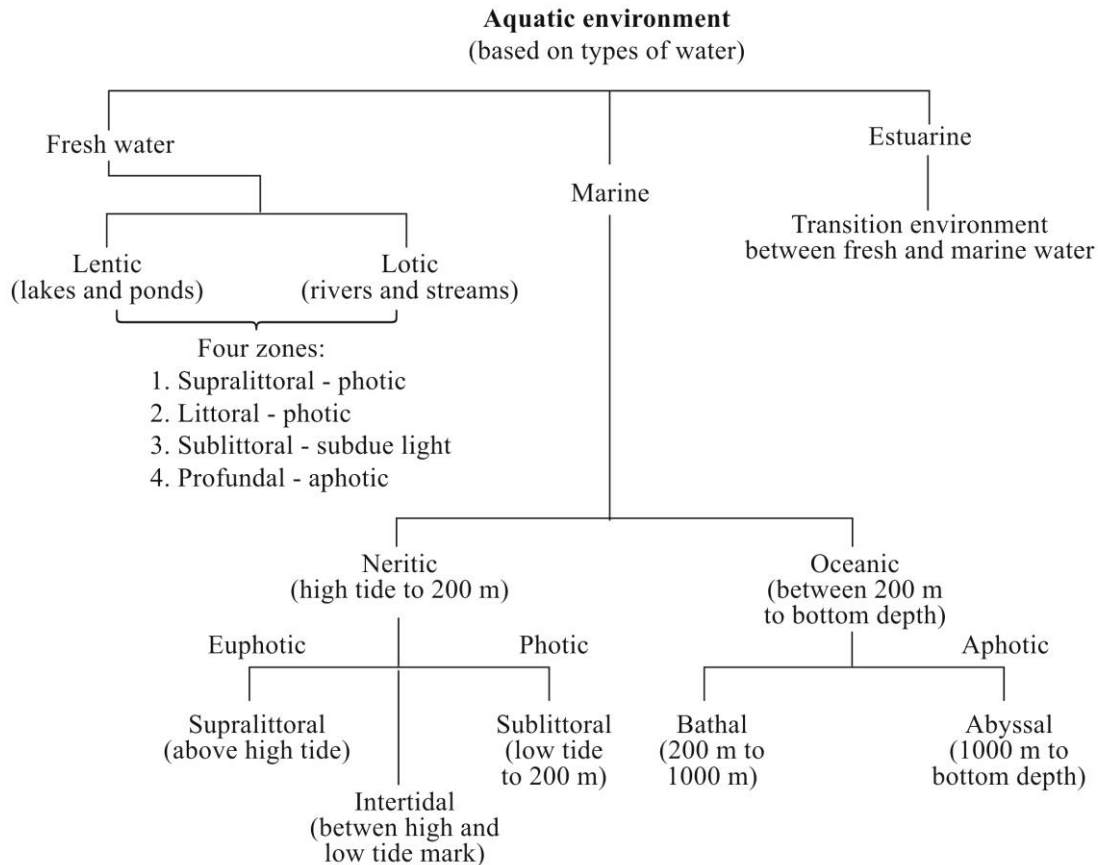 Aquatic environment
(based on types of water)
Fresh water
Marine
Estuarine
Transition environment
between fresh and marine water
Lentic
(lakes and ponds)
Lotic
(rivers and streams)
Four zones:
1. Supralittoral - photic
2. Littoral - photic
3. Sublittoral - subdue light
4. Profundal - aphotic
Neritic
(high tide to 200 m)
Oceanic
(between 200 m
to bottom depth)
Euphotic
Photic
Aphotic
Supralittoral
(above high tide)
Sublittoral
(low tide
to 200 m)
Bathal
(200 m to
1000 m)
Abyssal
(1000 m to
bottom depth)
Intertidal
(betwen high and
low tide mark)